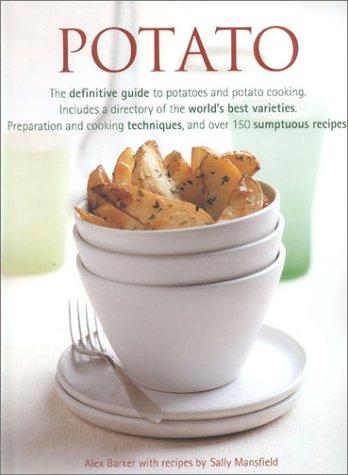 POTATO
The definitive guide to potatoes and potato cooking.
Includes a directory of the world's best varieties.
Preparation and cooking techniques, and over 150 sumptuous recipes
Alex Barker with recipes by Sally Mansfield